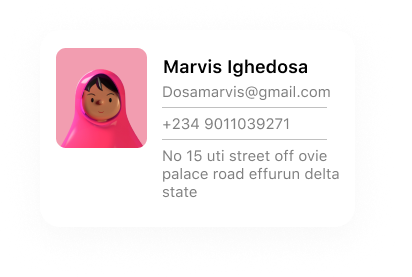 Marvis Ighedosa
Dosamarvis@gmail.com
+234 9011039271
No 15 uti street off ovie
palace road effurun delta
state